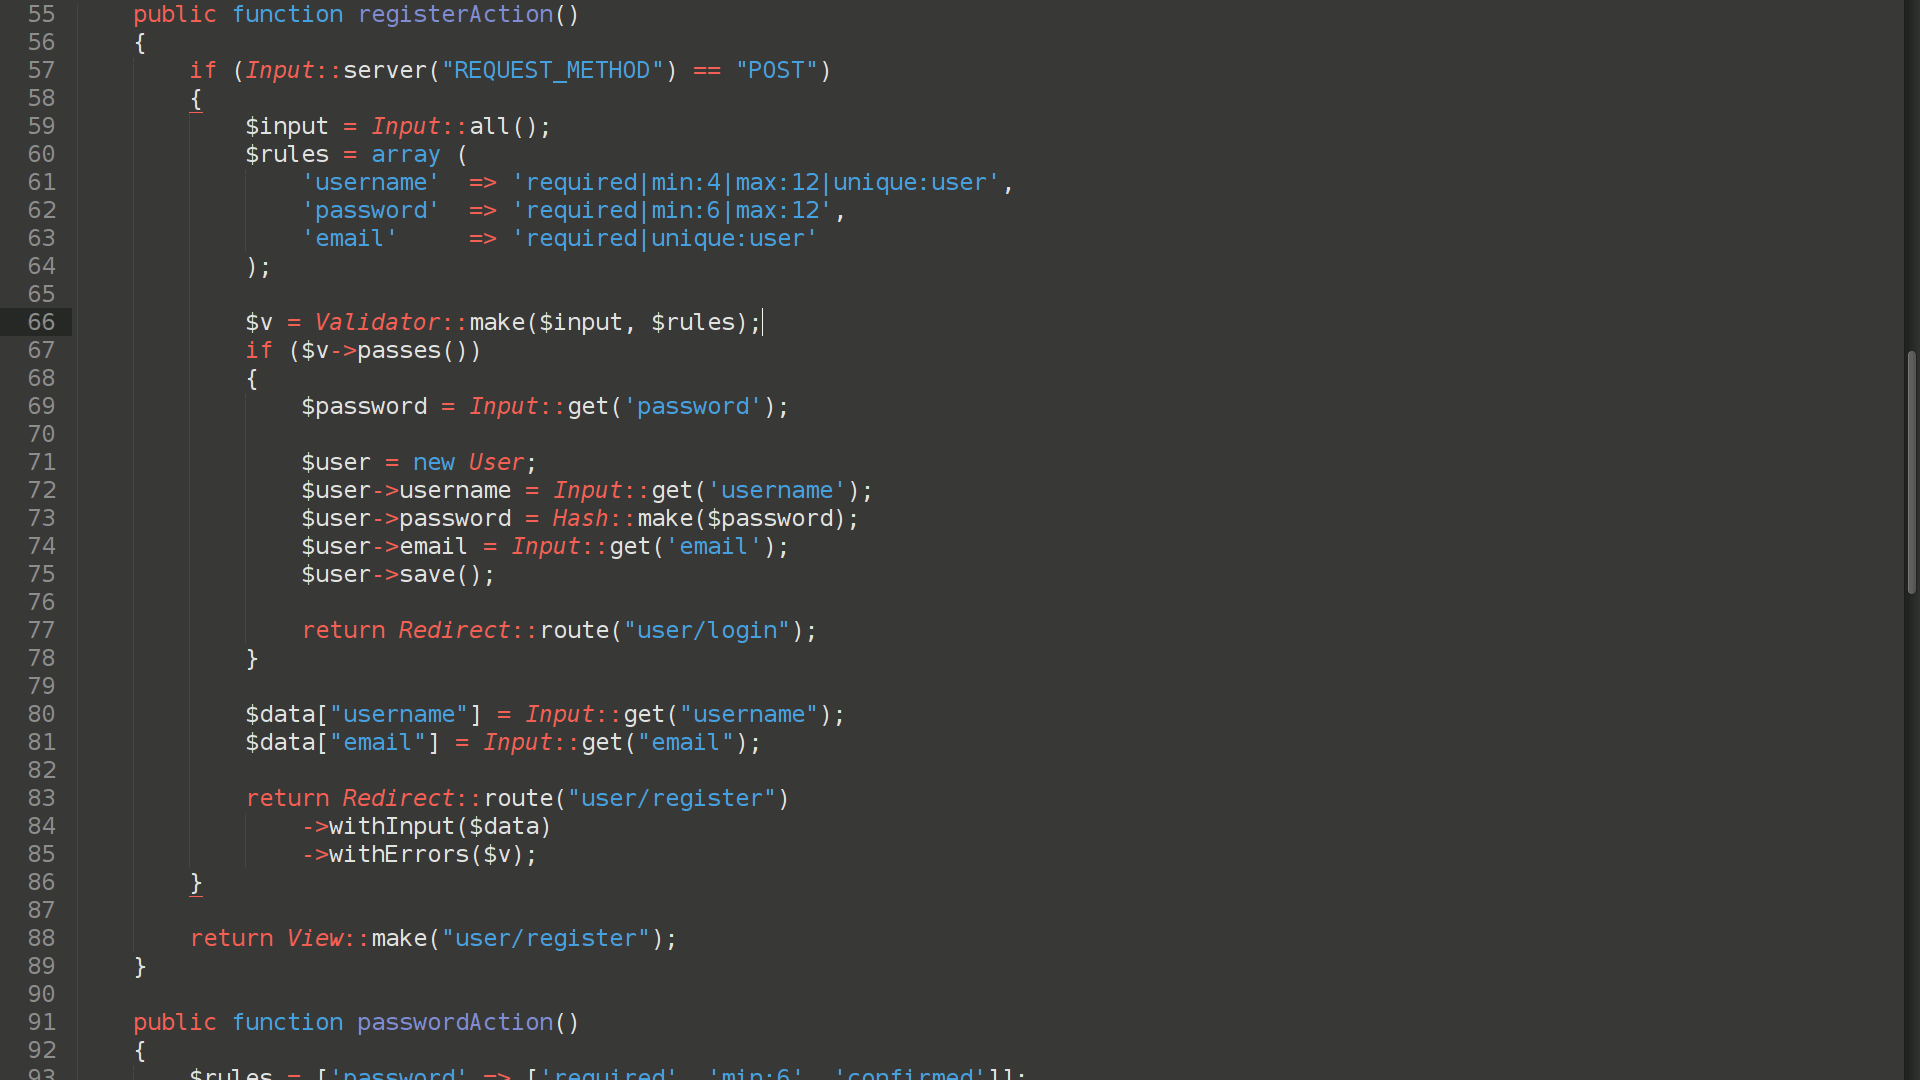 55 public function registerAction()
56 {
57 if (Input::server("REQUEST_METHOD") == "POST")
58 {
59 $input = Input::all();
60 $rules = array (
61 'username' => 'required|min:4|max:12|unique:user',
62 'password' => 'required|min:6|max:12',
63 'email' => 'required|unique:user'
64 );
65
66 $v = Validator::make($input, $rules);
67 if ($v->passes())
68 {
69 $password = Input::get('password');
70
71 $user = new User;
72 $user->username = Input::get('username');
73 $user->password = Hash::make($password);
74 $user->email = Input::get('email');
75 $user->save();
76
77 return Redirect::route("user/login");
78 }
79
80 $data["username"] = Input::get("username");
81 $data["email"] = Input::get("email");
82
83 return Redirect::route("user/register")
84 ->withInput($data)
85 ->withErrors($v);
86 }
87
88 return View::make("user/register");
89 }
90
91 public function passwordAction()
92 {
93 $rules = ['password' => ['required', 'min:6', 'confirmed']];